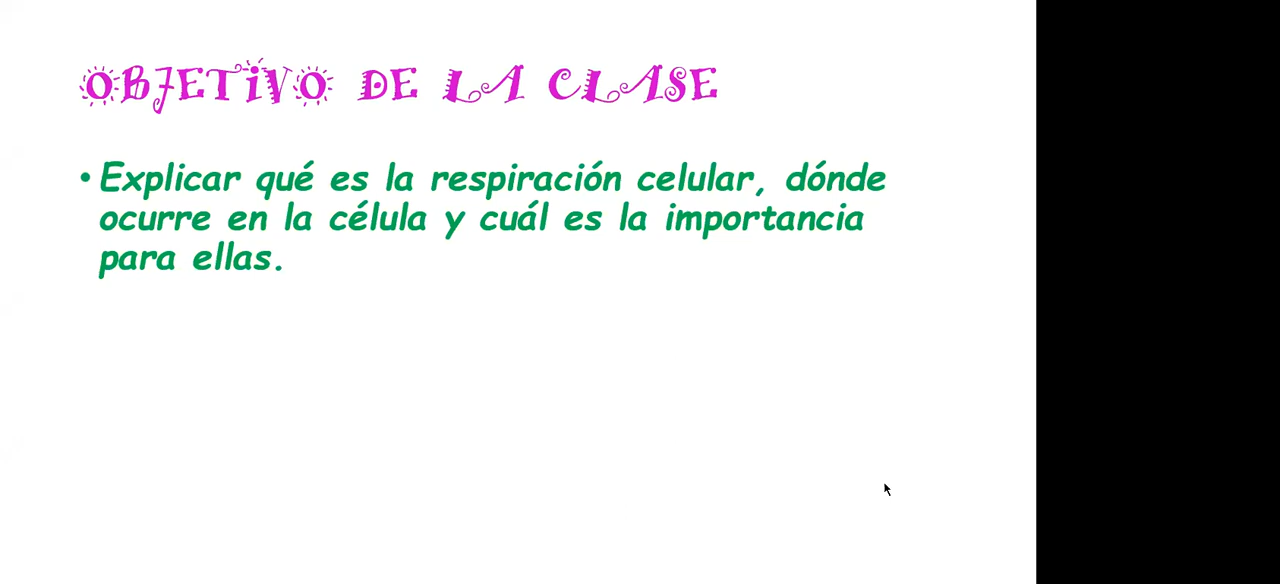 OBJETIVO DE LA CLASE
• Explicar qué es la respiración celular, dónde
ocurre en la célula y cuál es la importancia
para ellas.